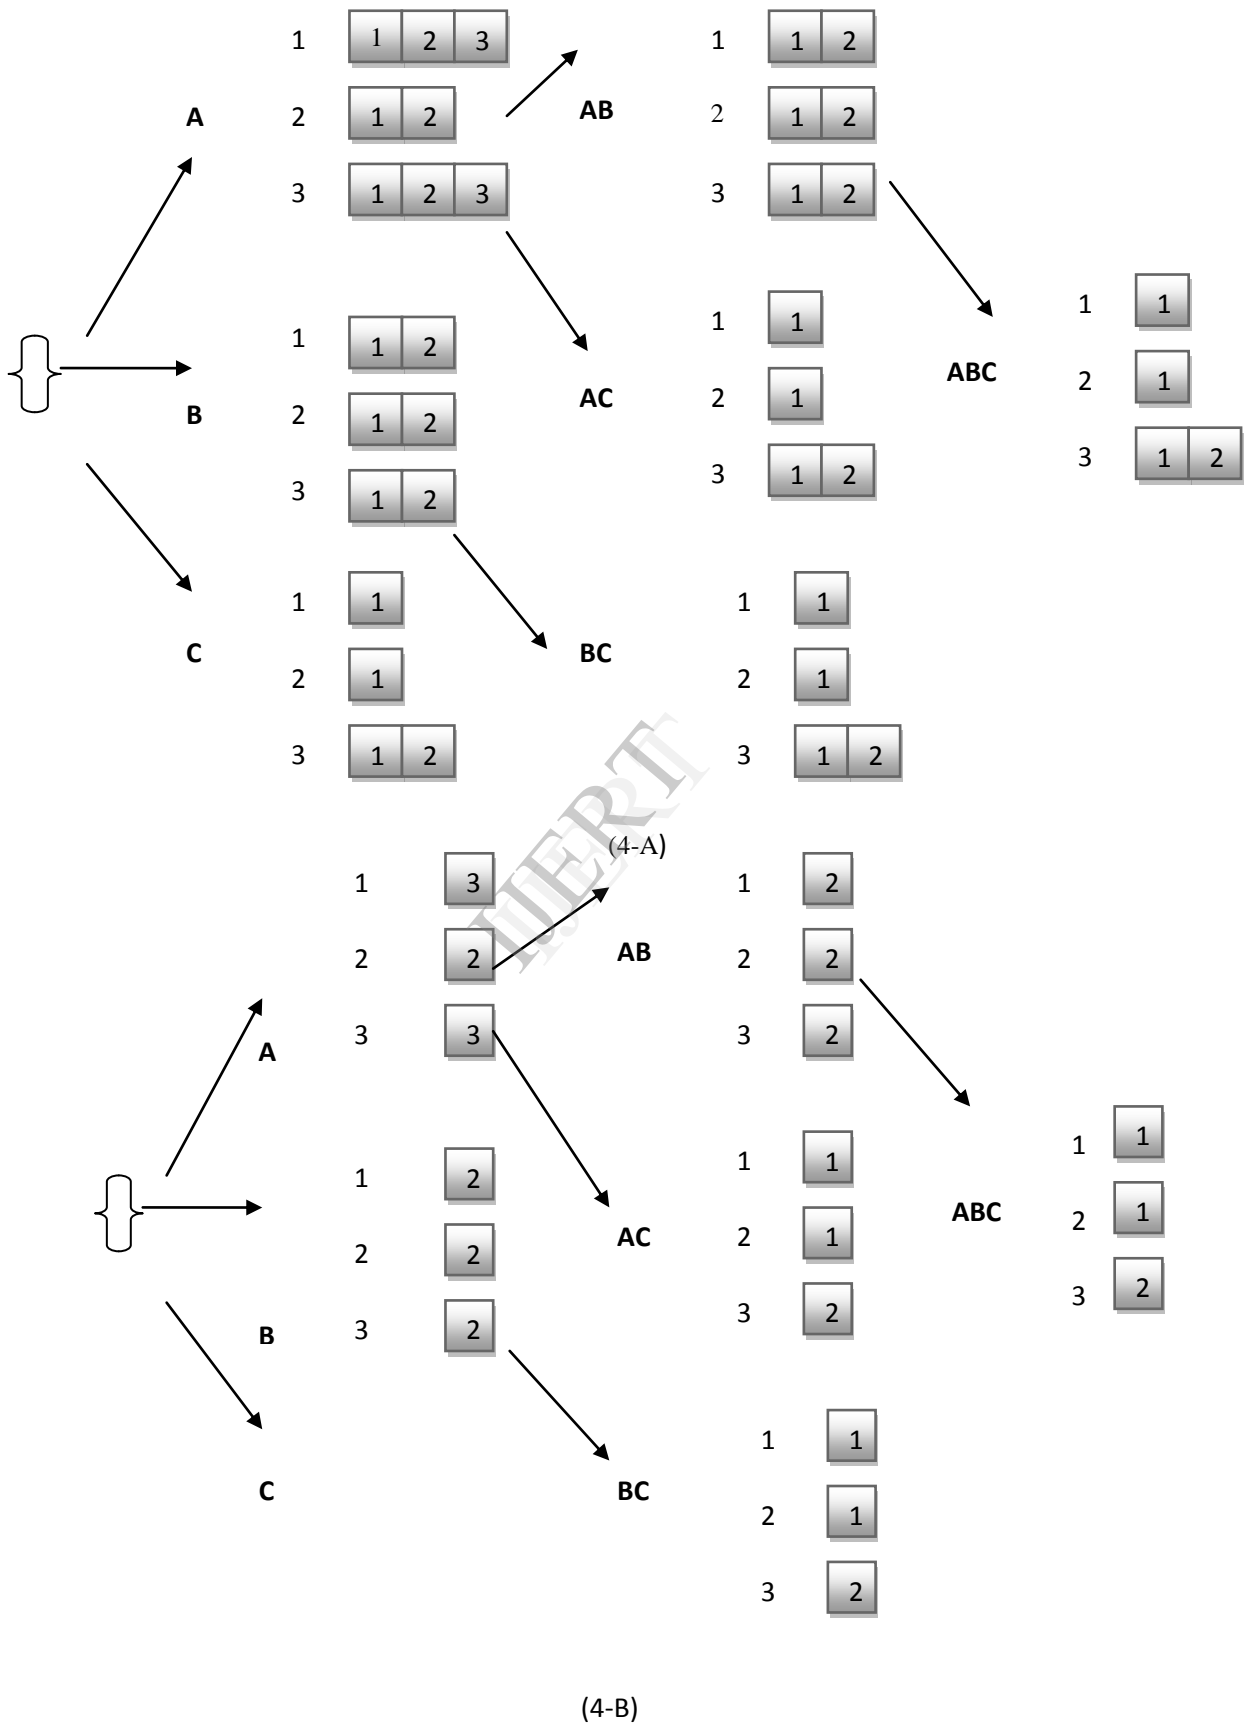 1 1 2 3 1 1 2
A 2 1 2 AB 2 1 2
3 1 2 3 3 1 2
1 1
1 1 2 1 1
ABC 2 1
B 2 1 2 AC 2 1
3 1 2
3 1 2 3 1 2
1 1 1 1
C 2 1 BC 2 1
3 1 2 3 1 2
IJERT
(4-A)
1 3 1 2
2 2 AB 2 2
3 3 3 2
A
1 1
1 2 1 1
ABC 2 1
2 2 AC 2 1
3 2
B 3 2 3 2
1 1
C BC
2 1
3 2
(4-B)